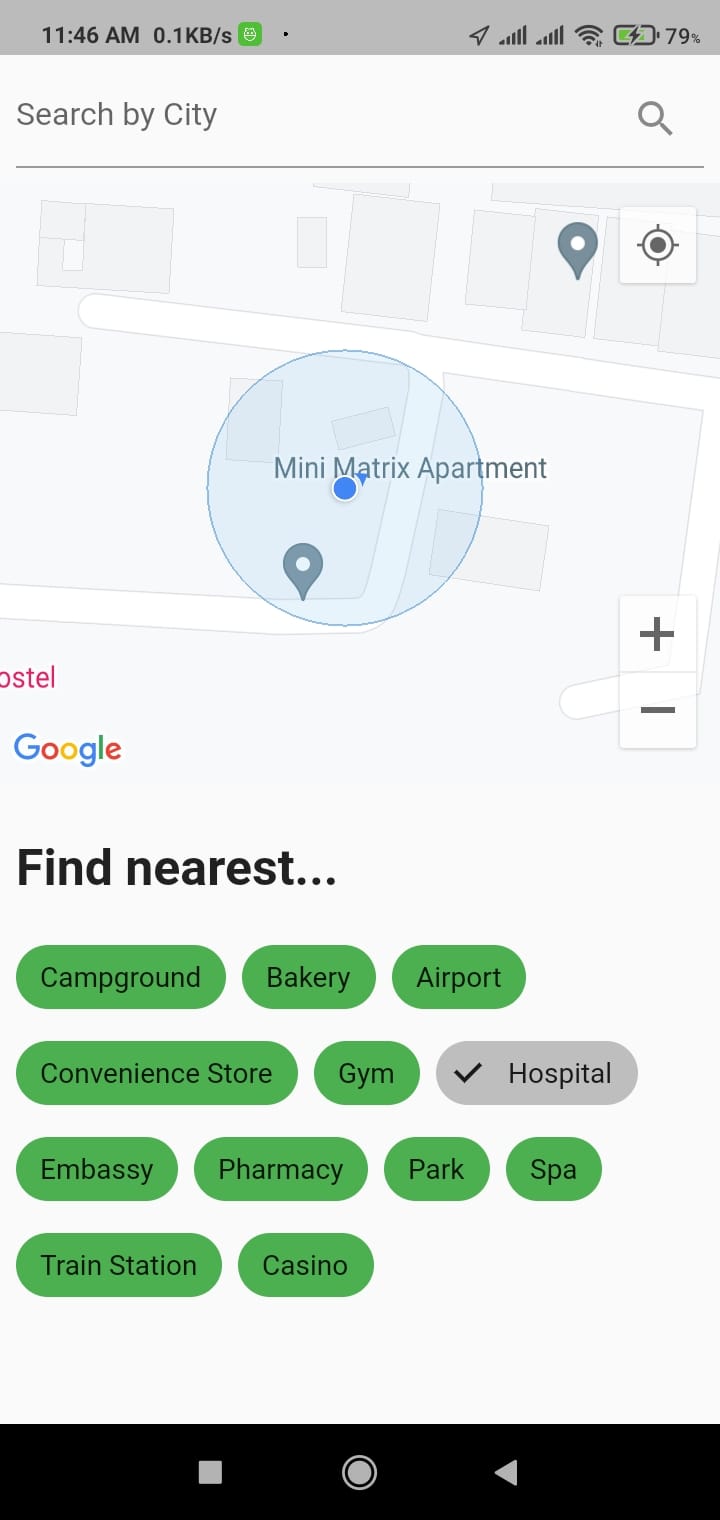 11:46 AM 0.1KB/s 79%
Search by City
Mini Matrix Apartment
ostel
Google
Find nearest...
Campground Bakery Airport
Convenience Store Gym Hospital
Embassy Pharmacy Park Spa
Train Station Casino